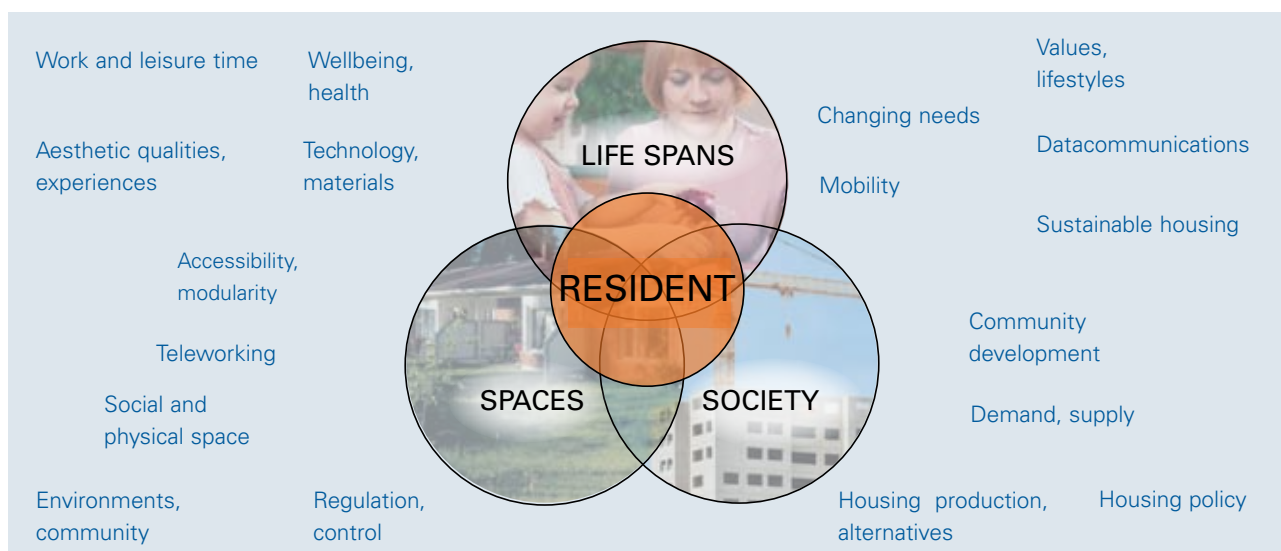 Work and leisure time
Wellbeing,
health
Aesthetic qualities,
experiences
Technology,
materials
Accessibility,
modularity
Teleworking
Social and
physical space
Environments,
community
Regulation,
control
LIFE SPANS
RESIDENT
SPACES
SOCIETY
Values,
lifestyles
Changing needs
Datacommunications
Mobility
Sustainable housing
Community
development
Demand, supply
Housing production,
alternatives
Housing policy